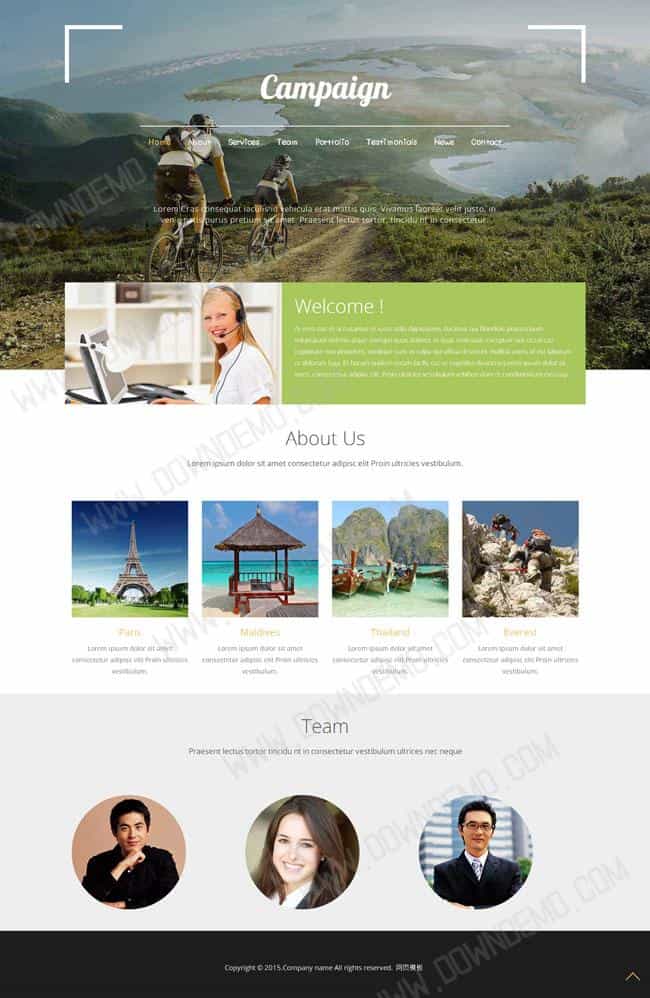 Campaign
Home About Services Team Portfolio Testimonials News Contact
Lorem Cras consequat iaculis id vehicula erat mattis quis. Vivamus laoreet velit justo, in
venenatis purus pretium sit amet. Praesent lectus tortor, tincidu nt in consectetur.
Welcome !
About Us
Lorem ipsum dolor sit amet consectetur adipisc elit Proin ultricies vestibulum.
Paris Maldives Thailand Everest
Lorem ipsum dolor sit amet Lorem ipsum dolor sit amet Lorem ipsum dolor sit amet Lorem ipsum dolor sit amet
consectetur adipisc elit Proin ultricies consectetur adipisc elit Proin ultricies consectetur adipisc elit Proin ultricies consectetur adipisc elit Proin ultricies
vestibulum. vestibulum. vestibulum. vestibulum.
Team
Praesent lectus tortor tincidu nt in consectetur vestibulum ultrices nec neque
Copyright © 2015.Company name All rights reserved. 网页模板
WWW.DOWNDEMO.COM